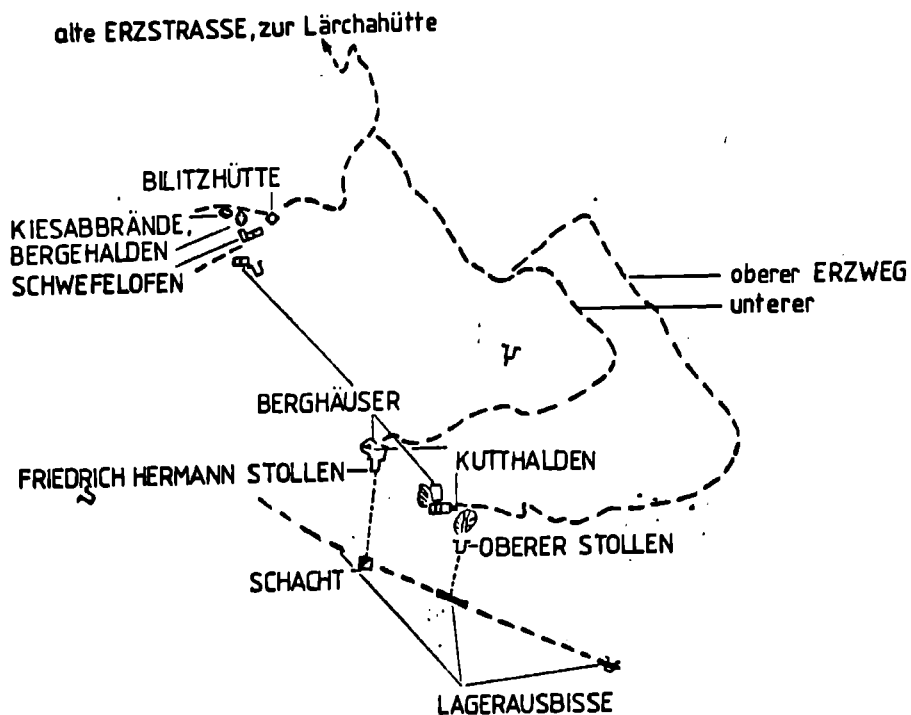 alte ERZSTRASSE, zur Lärchahütte
BILITZHÜTTE
KIESABBRÄNDE,
BERGEHALDEN
SCHWEFELOFEN
oberer ERZWEG
unterer
BERGHÄUSER
KUTTHALDEN
FRIEDRICH HERMANN STOLLEN
OBERER STOLLEN
SCHACHT
LAGERAUSBISSE